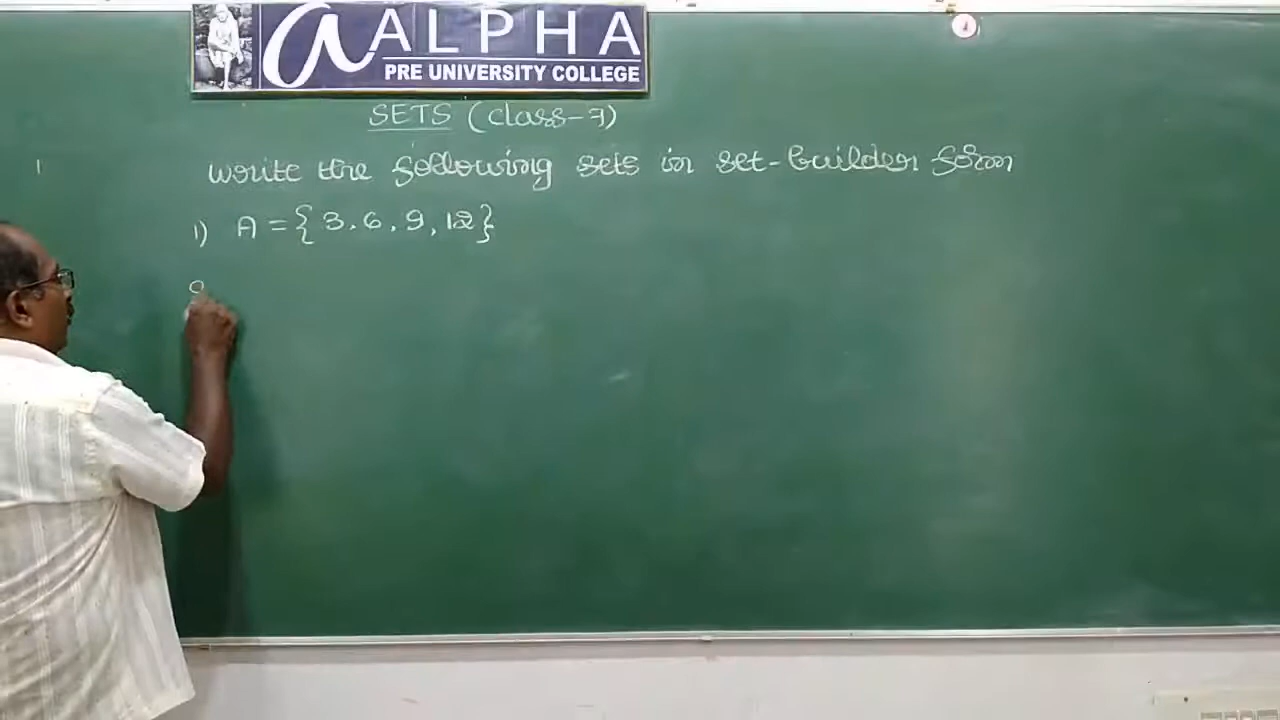 a ALPHA
PRE UNIVERSITY COLLEGE
SETS (class-7)
write the following sets in set-builder form
1) A = {3, 6, 9, 12}